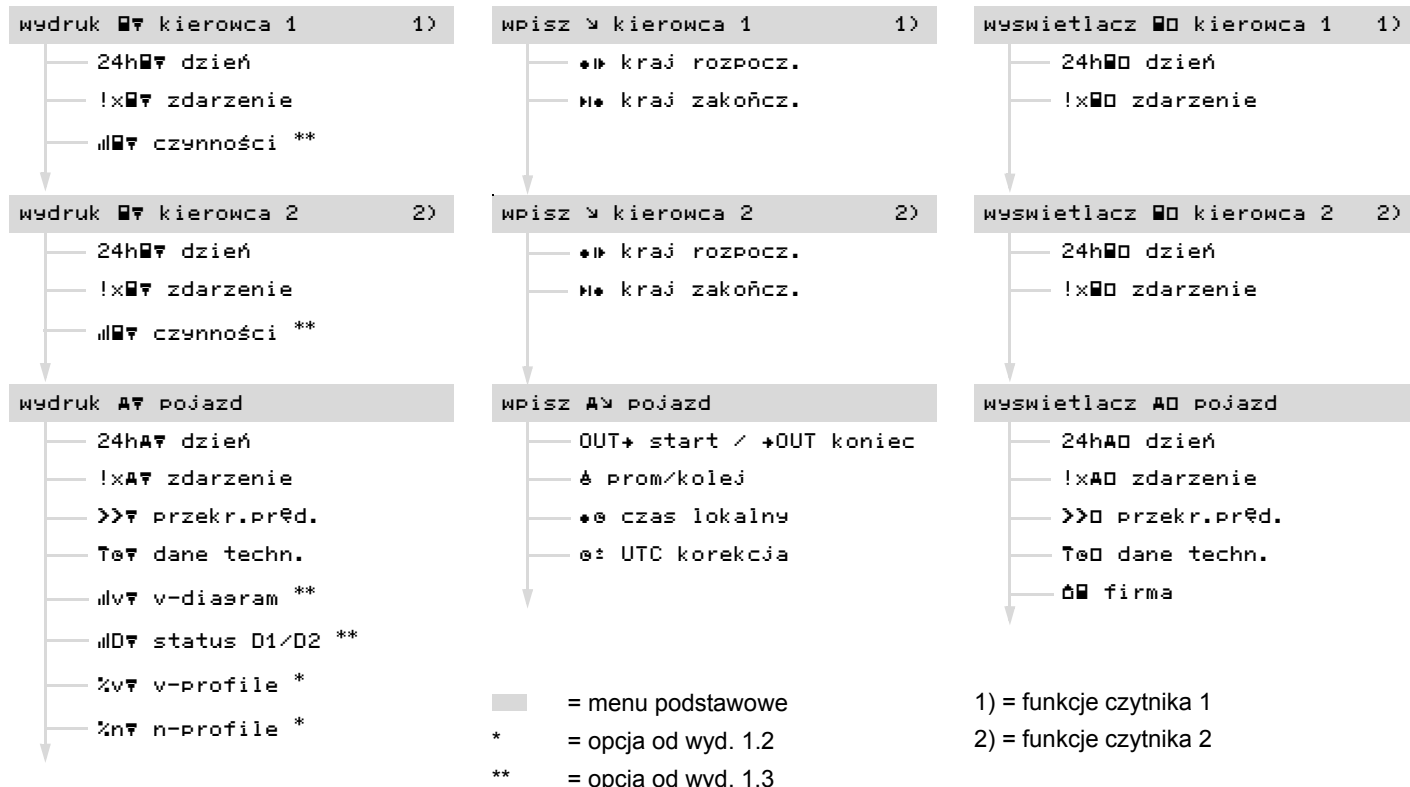 wydruk kierowca 1 1)
24h dzień
!x zdarzenie
czynności **
wydruk kierowca 2 2)
24h dzień
!x zdarzenie
czynności **
wydruk pojazd
24h dzień
!x zdarzenie
>> przekr.pręd.
dane techn.
v v-diagram **
D status D1/D2 **
%v v-profile *
%n n-profile *
wpisz kierowca 1 1)
kraj rozpocz.
kraj zakończ.
wpisz kierowca 2 2)
kraj rozpocz.
kraj zakończ.
wpisz pojazd
OUT start / OUT koniec
prom/kolej
czas lokalny
UTC korekcja
= menu podstawowe
* = opcja od wyd. 1.2
** = opcja od wyd. 1.3
wyswietlacz kierowca 1 1)
24h dzień
!x zdarzenie
wyswietlacz kierowca 2 2)
24h dzień
!x zdarzenie
wyswietlacz pojazd
24h dzień
!x zdarzenie
>> przekr.pręd.
dane techn.
firma
1) = funkcje czytnika 1
2) = funkcje czytnika 2